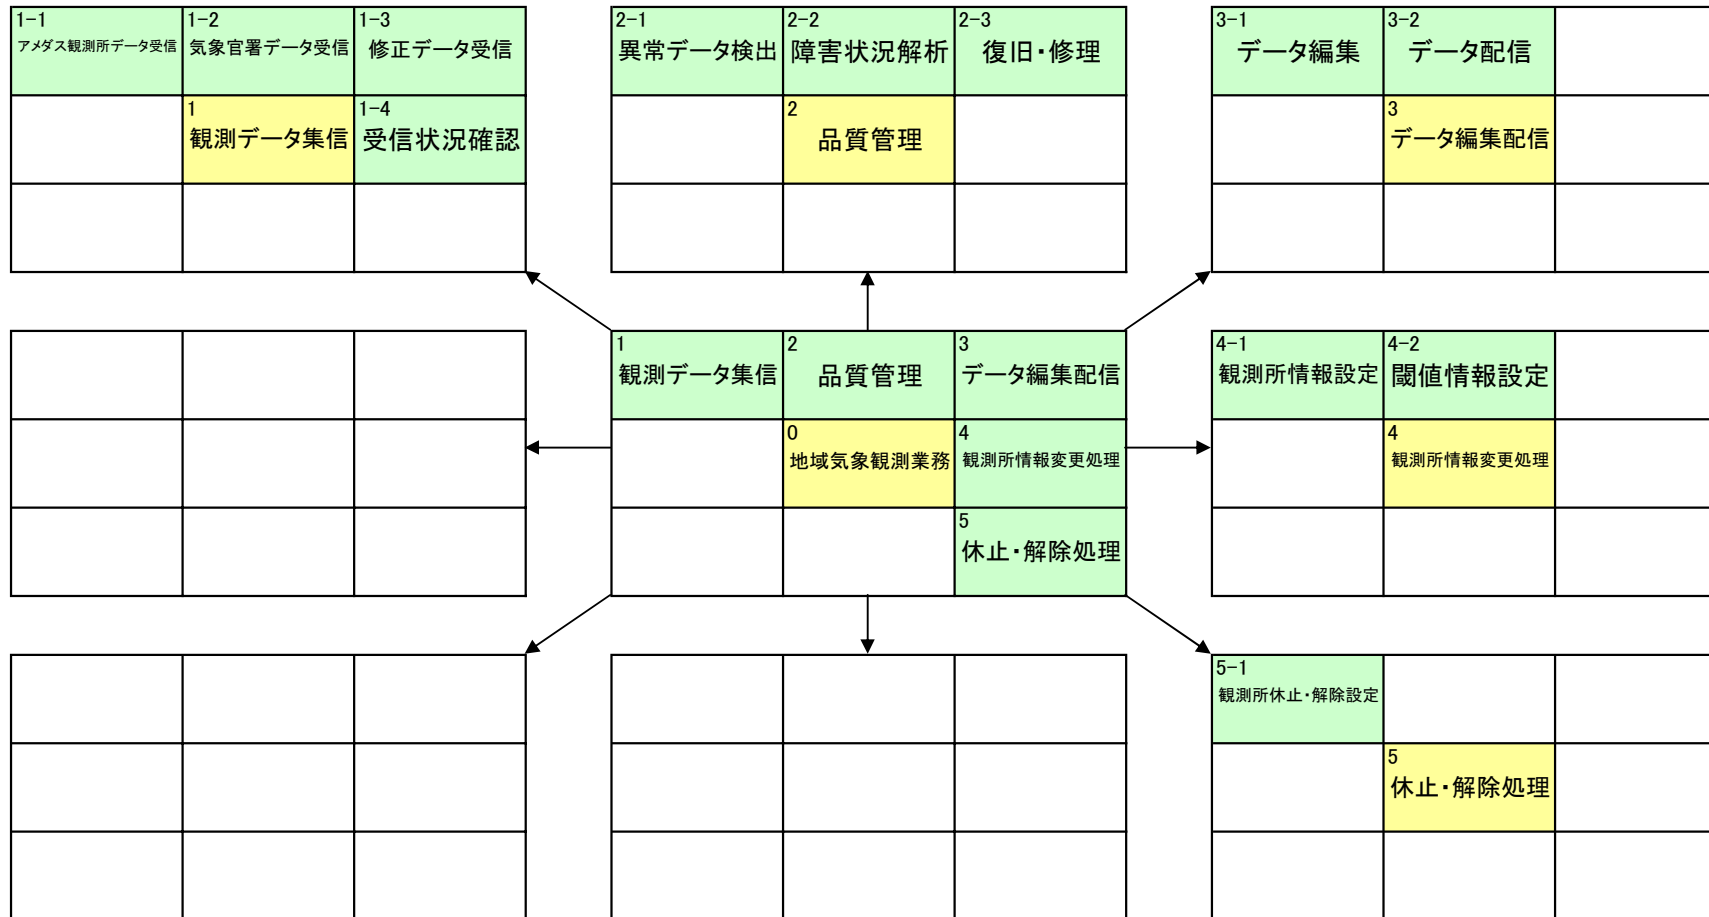 1-1
アメダス観測所データ受信
1-2
気象官署データ受信
1-3
修正データ受信
1
観測データ集信
1-4
受信状況確認
2-1
異常データ検出
2-2
障害状況解析
2-3
復旧・修理
2
品質管理
3-1
データ編集
3-2
データ配信
3
データ編集配信
1
観測データ集信
2
品質管理
3
データ編集配信
0
地域気象観測業務
4
観測所情報変更処理
5
休止・解除処理
4-1
観測所情報設定
4-2
閾値情報設定
4
観測所情報変更処理
5-1
観測所休止・解除設定
5
休止・解除処理